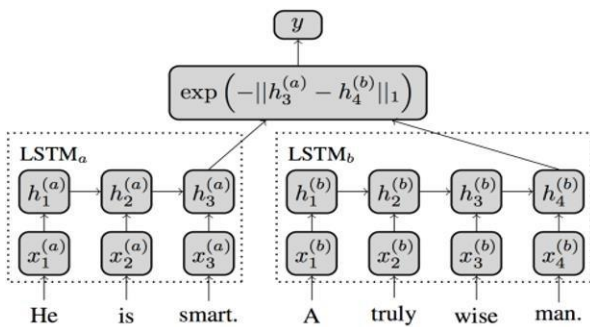 y
exp (-||h₃⁽ᵃ⁾ - h₄⁽ᵇ⁾||₁)
LSTMₐ LSTM_b
h₁⁽ᵃ⁾ h₂⁽ᵃ⁾ h₃⁽ᵃ⁾ h₁⁽ᵇ⁾ h₂⁽ᵇ⁾ h₃⁽ᵇ⁾ h₄⁽ᵇ⁾
x₁⁽ᵃ⁾ x₂⁽ᵃ⁾ x₃⁽ᵃ⁾ x₁⁽ᵇ⁾ x₂⁽ᵇ⁾ x₃⁽ᵇ⁾ x₄⁽ᵇ⁾
He is smart. A truly wise man.